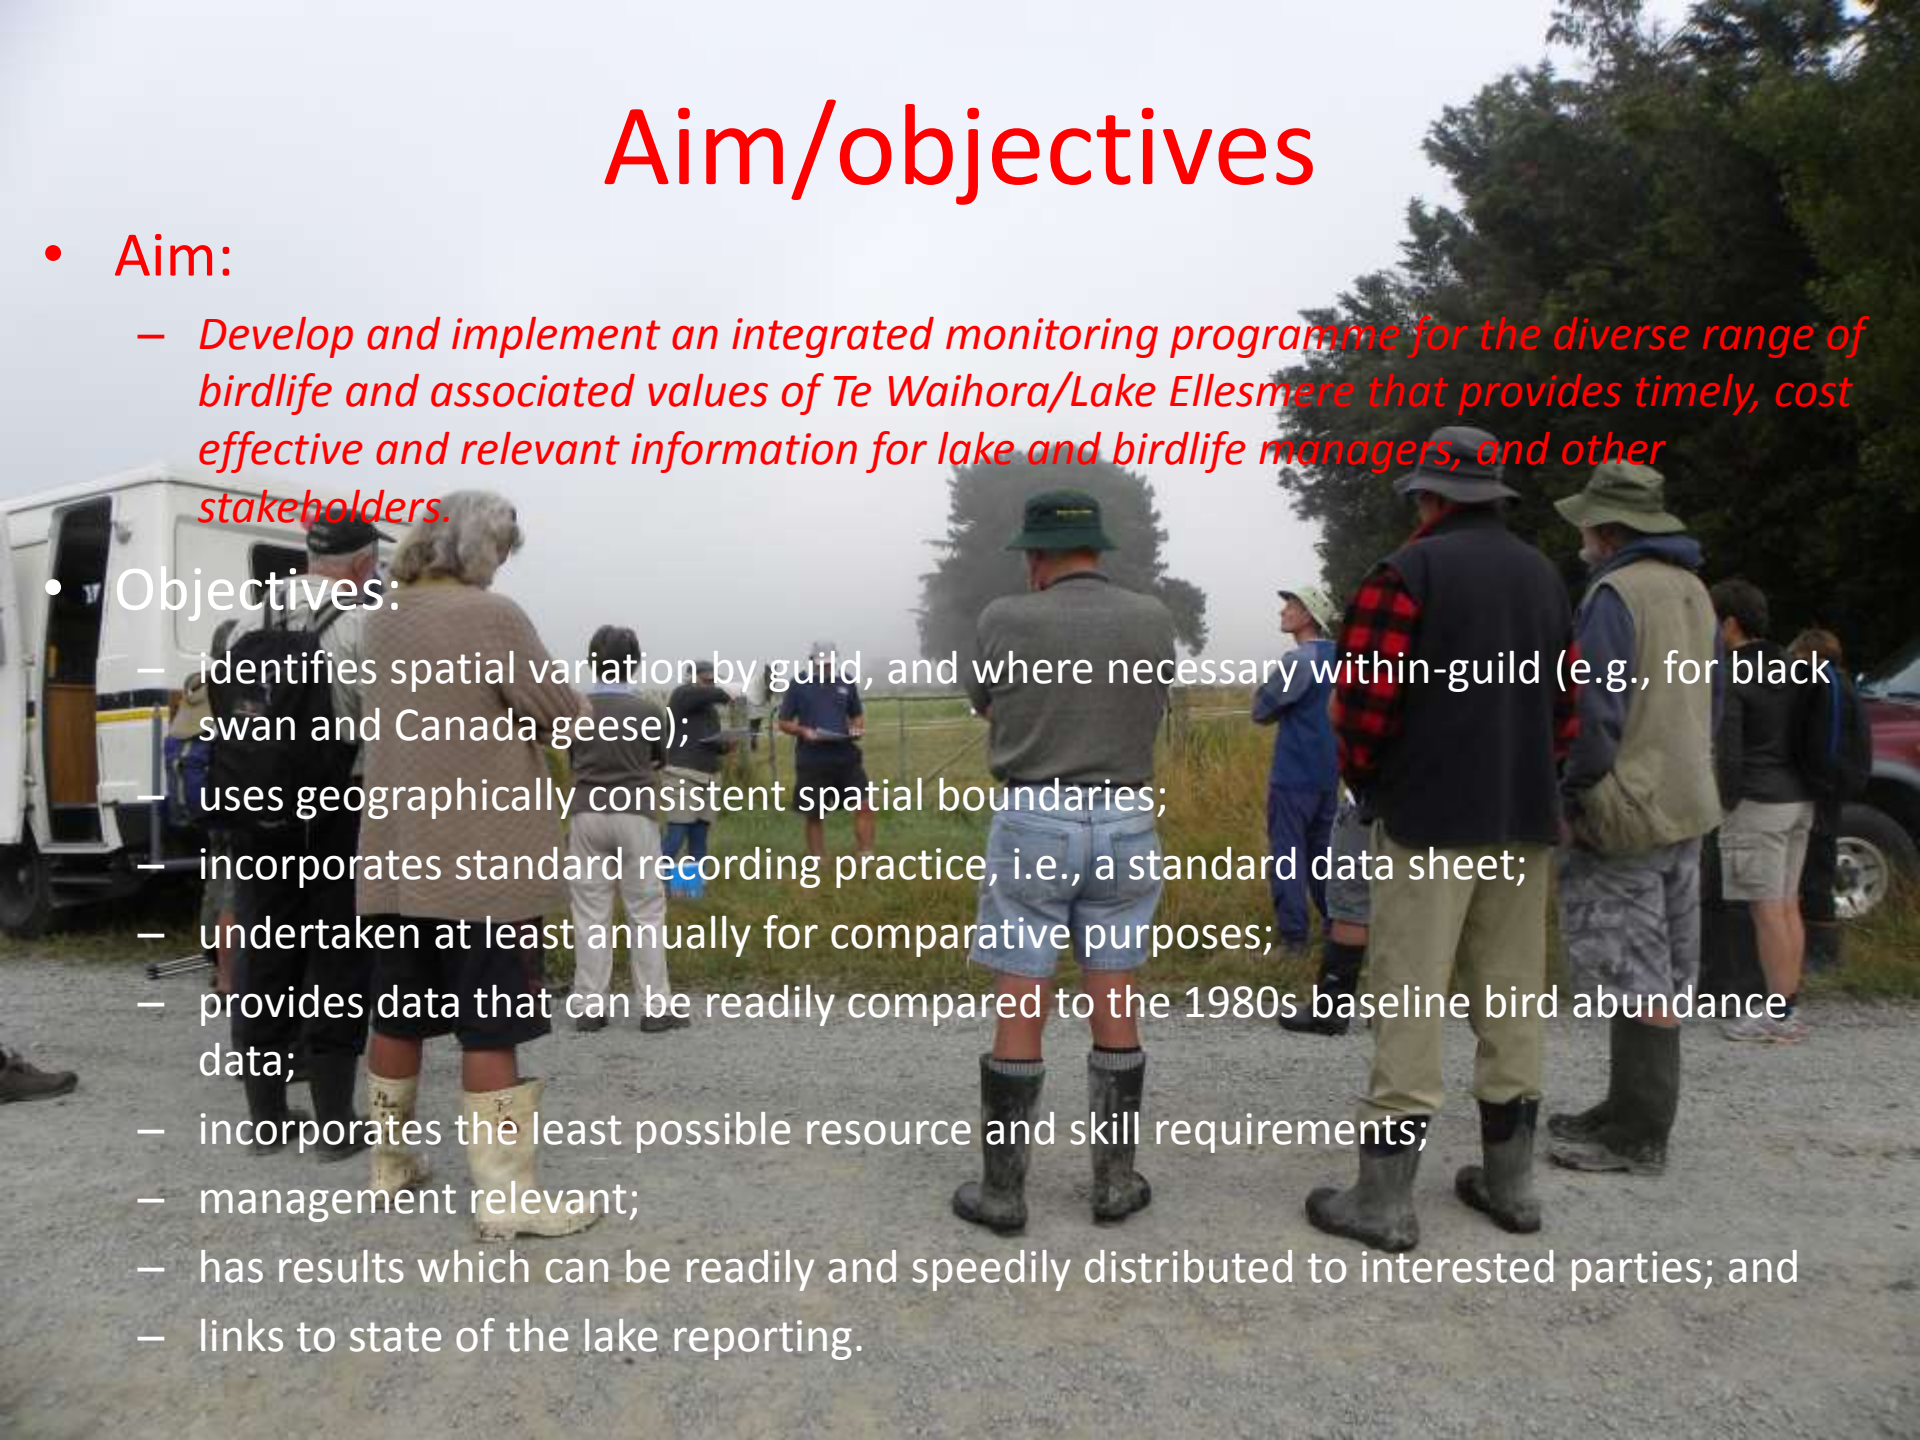 Aim/objectives
• Aim:
– Develop and implement an integrated monitoring programme for the diverse range of
birdlife and associated values of Te Waihora/Lake Ellesmere that provides timely, cost
effective and relevant information for lake and birdlife managers, and other
stakeholders.
• Objectives:
– identifies spatial variation by guild, and where necessary within-guild (e.g., for black
swan and Canada geese);
– uses geographically consistent spatial boundaries;
– incorporates standard recording practice, i.e., a standard data sheet;
– undertaken at least annually for comparative purposes;
– provides data that can be readily compared to the 1980s baseline bird abundance
data;
– incorporates the least possible resource and skill requirements;
– management relevant;
– has results which can be readily and speedily distributed to interested parties; and
– links to state of the lake reporting.